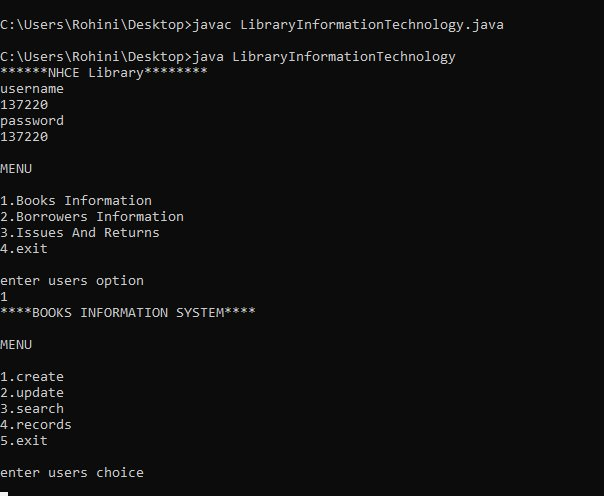 C:\Users\Rohini\Desktop>javac LibraryInformationTechnology.java
C:\Users\Rohini\Desktop>java LibraryInformationTechnology
******NHCE Library********
username
137220
password
137220
MENU
1.Books Information
2.Borrowers Information
3.Issues And Returns
4.exit
enter users option
1
****BOOKS INFORMATION SYSTEM****
MENU
1.create
2.update
3.search
4.records
5.exit
enter users choice